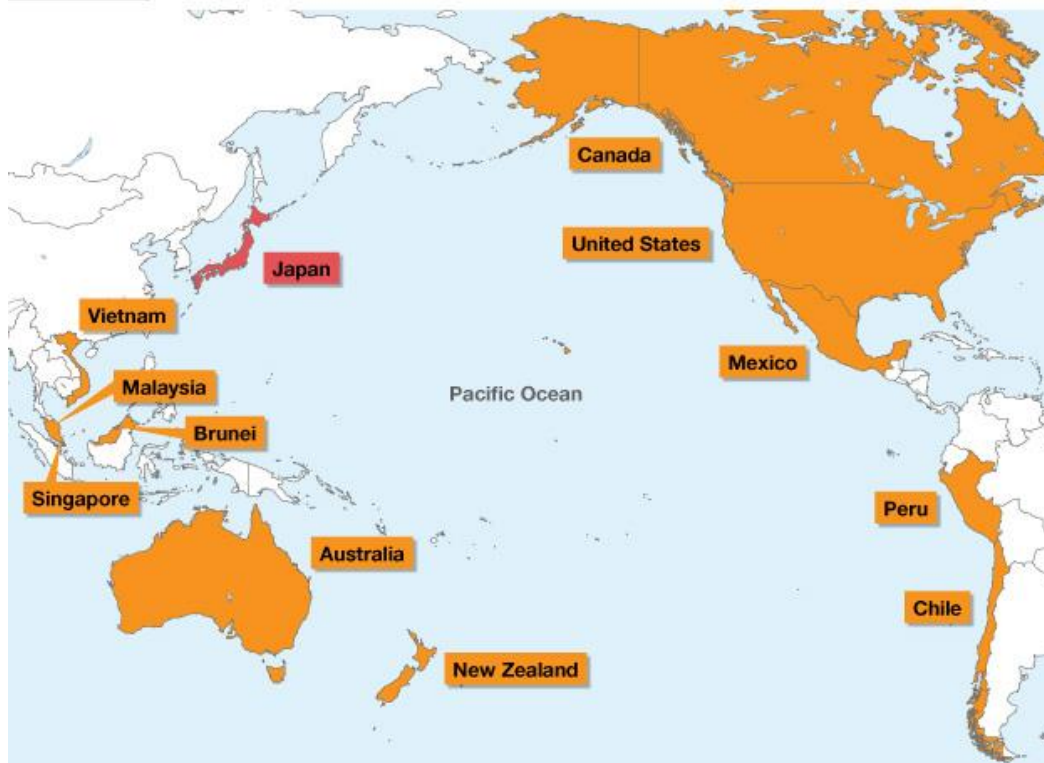 Canada
United States
Japan
Vietnam
Mexico
Malaysia
Pacific Ocean
Brunei
Singapore
Peru
Australia
Chile
New Zealand